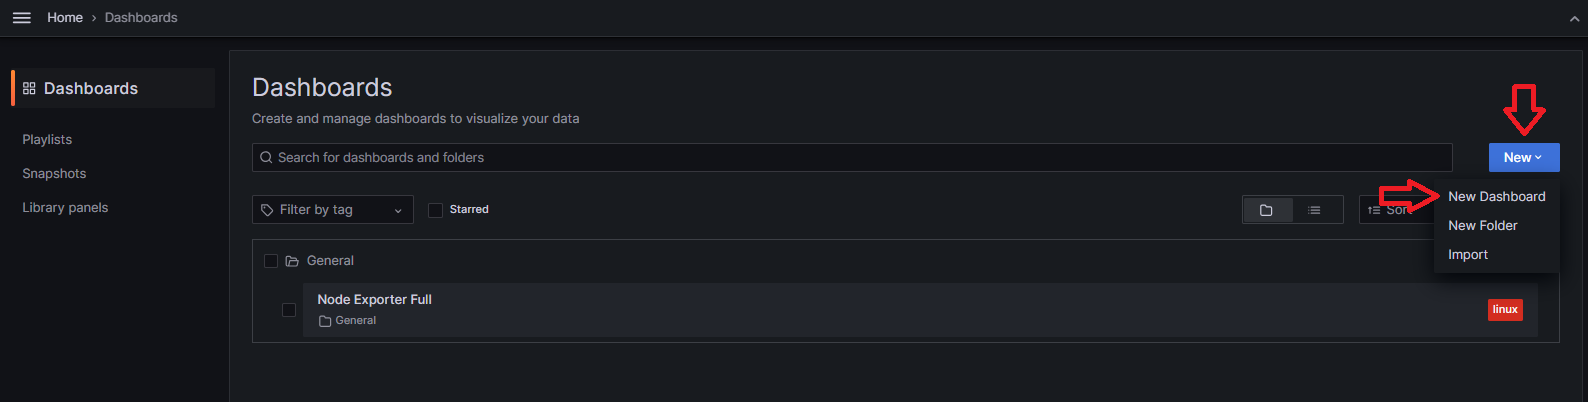 Home › Dashboards
Dashboards
Playlists
Snapshots
Library panels
Dashboards
Create and manage dashboards to visualize your data
Search for dashboards and folders
New
Filter by tag
Starred
New Dashboard
New Folder
Import
General
Node Exporter Full
General
linux